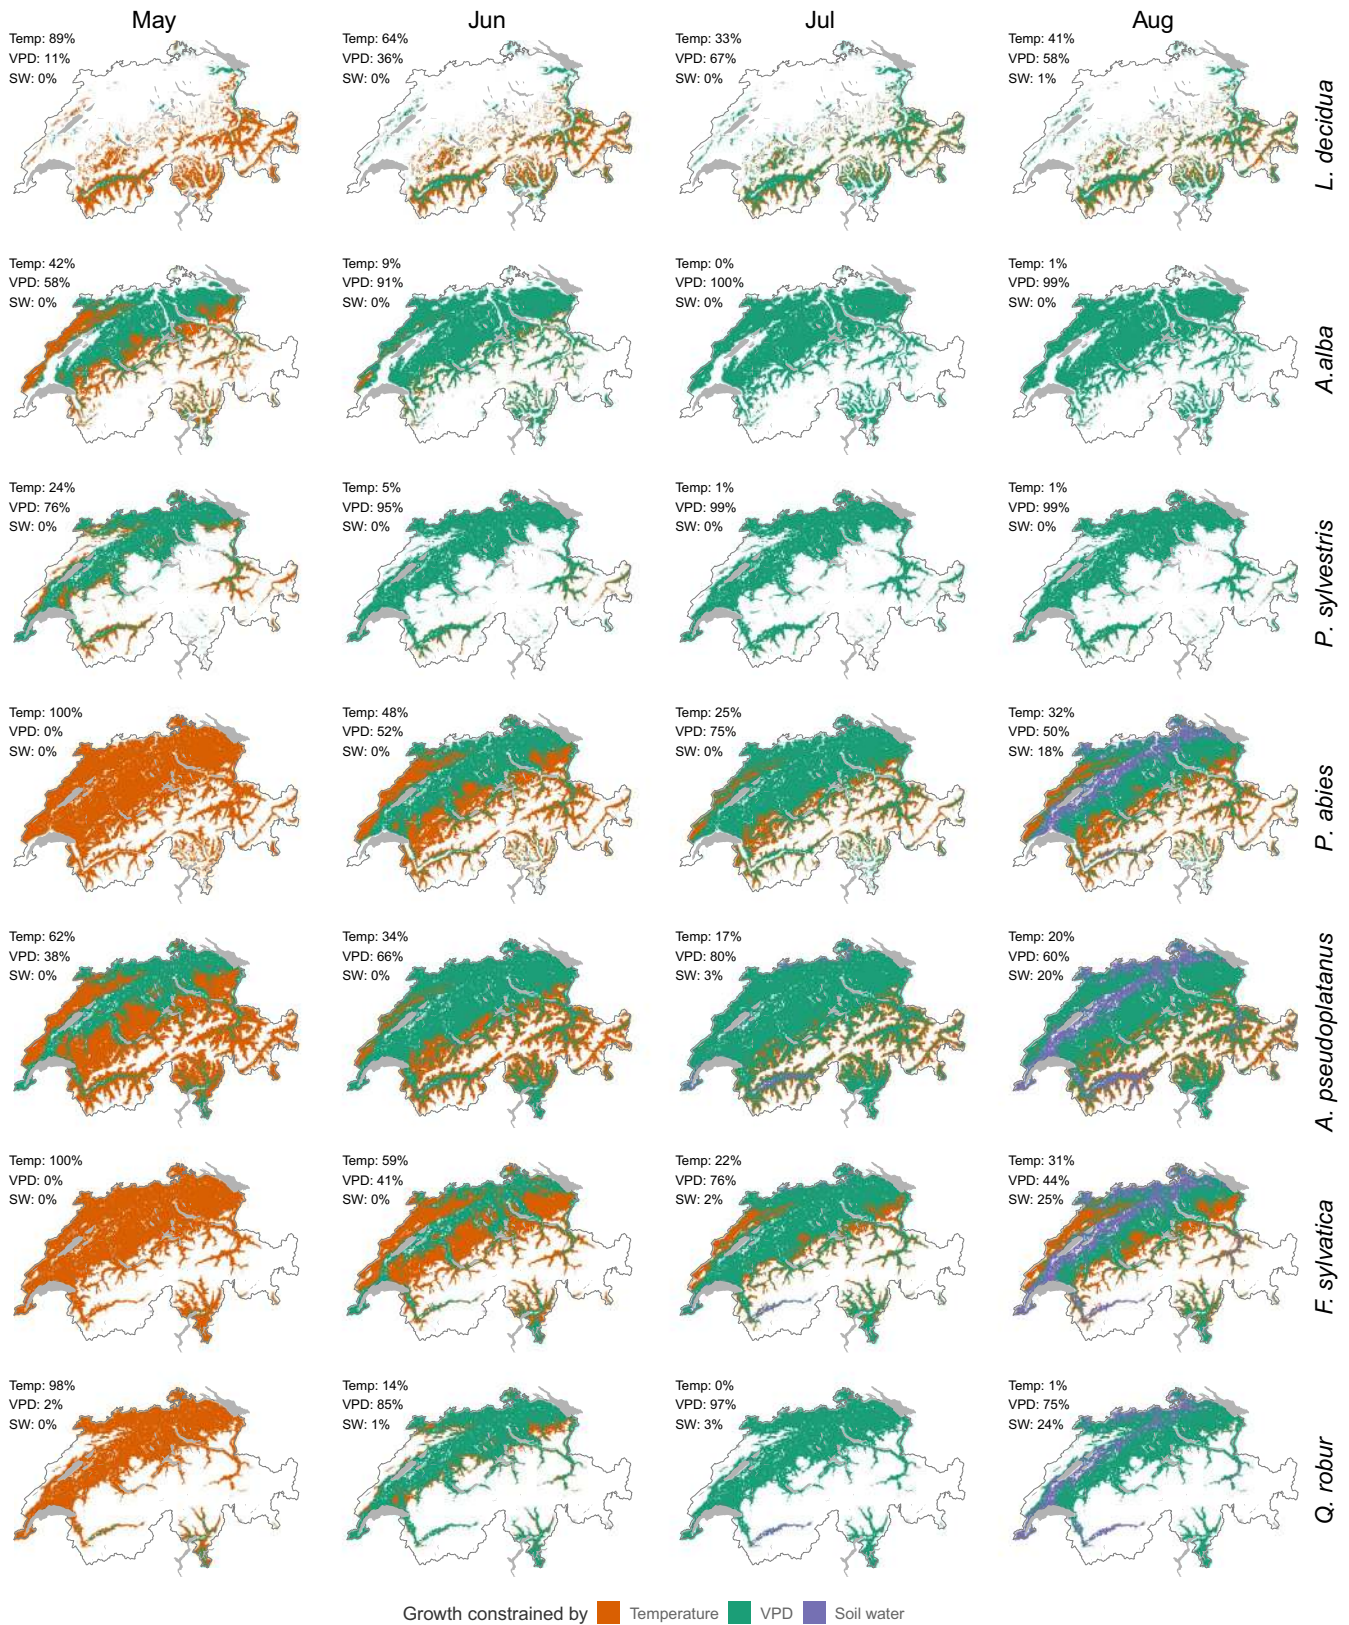 May Jun Jul Aug
Temp: 89% Temp: 64% Temp: 33% Temp: 41%
VPD: 11% VPD: 36% VPD: 67% VPD: 58%
SW: 0% SW: 0% SW: 0% SW: 1%
L. decidua
Temp: 42% Temp: 9% Temp: 0% Temp: 1%
VPD: 58% VPD: 91% VPD: 100% VPD: 99%
SW: 0% SW: 0% SW: 0% SW: 0%
A.alba
Temp: 24% Temp: 5% Temp: 1% Temp: 1%
VPD: 76% VPD: 95% VPD: 99% VPD: 99%
SW: 0% SW: 0% SW: 0% SW: 0%
P. sylvestris
Temp: 100% Temp: 48% Temp: 25% Temp: 32%
VPD: 0% VPD: 52% VPD: 75% VPD: 50%
SW: 0% SW: 0% SW: 0% SW: 18%
P. abies
Temp: 62% Temp: 34% Temp: 17% Temp: 20%
VPD: 38% VPD: 66% VPD: 80% VPD: 60%
SW: 0% SW: 0% SW: 3% SW: 20%
A. pseudoplatanus
Temp: 100% Temp: 59% Temp: 22% Temp: 31%
VPD: 0% VPD: 41% VPD: 76% VPD: 44%
SW: 0% SW: 0% SW: 2% SW: 25%
F. sylvatica
Temp: 98% Temp: 14% Temp: 0% Temp: 1%
VPD: 2% VPD: 85% VPD: 97% VPD: 75%
SW: 0% SW: 1% SW: 3% SW: 24%
Q. robur
Growth constrained by Temperature VPD Soil water